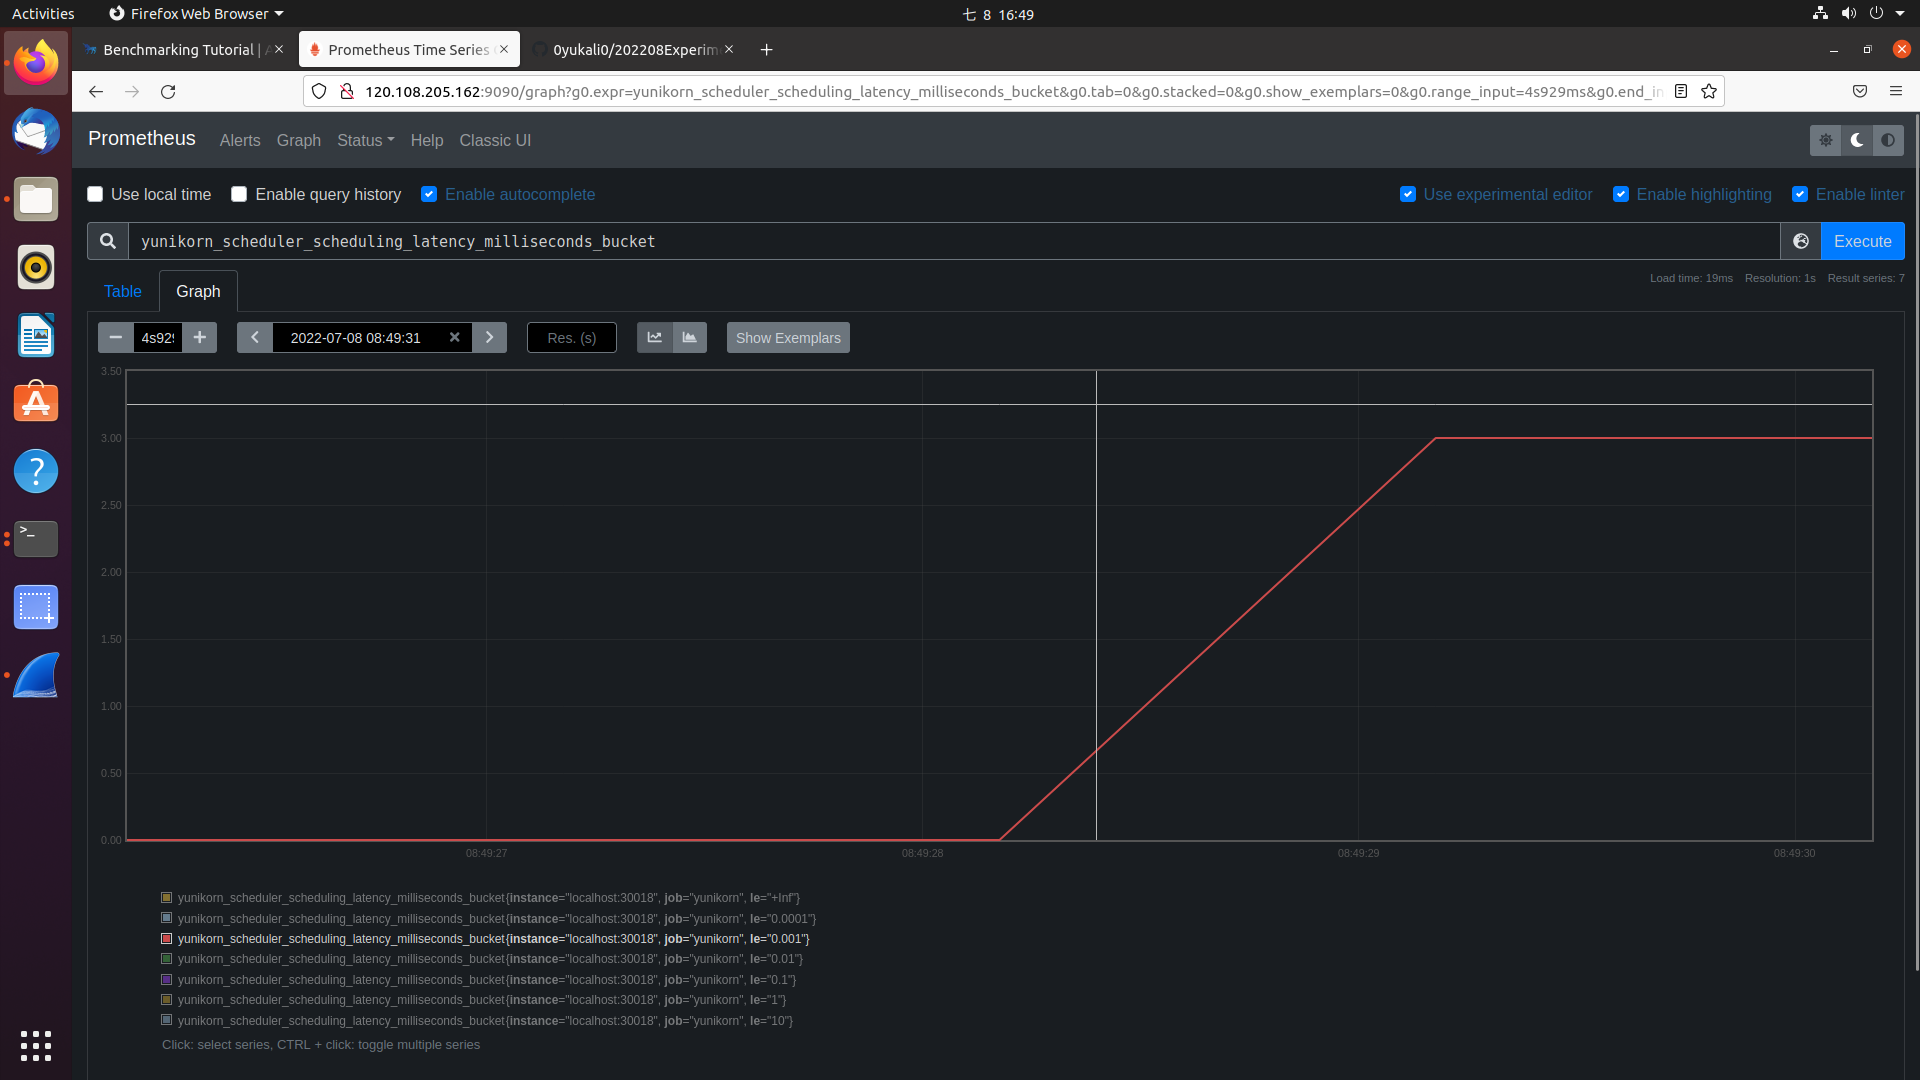 Activities
Firefox Web Browser
七 8 16:49
Benchmarking Tutorial | A
Prometheus Time Series
0yukali0/202208Experim
120.108.205.162:9090/graph?g0.expr=yunikorn_scheduler_scheduling_latency_milliseconds_bucket&g0.tab=0&g0.stacked=0&g0.show_exemplars=0&g0.range_input=4s929ms&g0.end_in
Prometheus
Alerts
Graph
Status
Help
Classic UI
Use local time
Enable query history
Enable autocomplete
Use experimental editor
Enable highlighting
Enable linter
yunikorn_scheduler_scheduling_latency_milliseconds_bucket
Execute
Table
Graph
Load time: 19ms
Resolution: 1s
Result series: 7
4s929
2022-07-08 08:49:31
Res. (s)
Show Exemplars
3.50
3.00
2.50
2.00
1.50
1.00
0.50
0.00
08:49:27
08:49:28
08:49:29
08:49:30
yunikorn_scheduler_scheduling_latency_milliseconds_bucket{instance="localhost:30018", job="yunikorn", le="+Inf"}
yunikorn_scheduler_scheduling_latency_milliseconds_bucket{instance="localhost:30018", job="yunikorn", le="0.0001"}
yunikorn_scheduler_scheduling_latency_milliseconds_bucket{instance="localhost:30018", job="yunikorn", le="0.001"}
yunikorn_scheduler_scheduling_latency_milliseconds_bucket{instance="localhost:30018", job="yunikorn", le="0.01"}
yunikorn_scheduler_scheduling_latency_milliseconds_bucket{instance="localhost:30018", job="yunikorn", le="0.1"}
yunikorn_scheduler_scheduling_latency_milliseconds_bucket{instance="localhost:30018", job="yunikorn", le="1"}
yunikorn_scheduler_scheduling_latency_milliseconds_bucket{instance="localhost:30018", job="yunikorn", le="10"}
Click: select series, CTRL + click: toggle multiple series